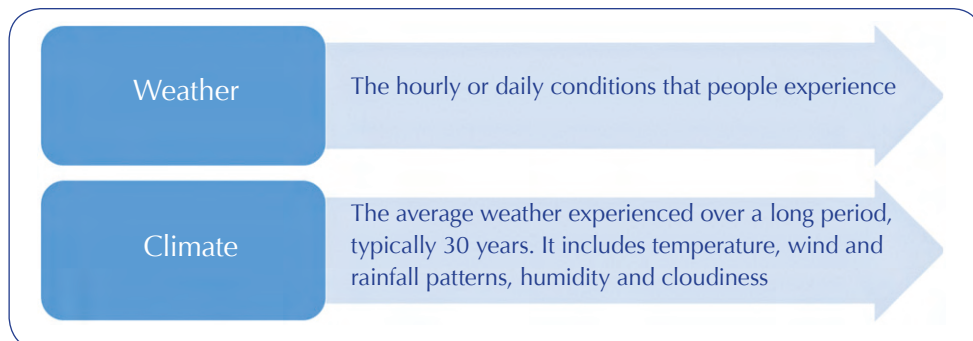 Weather
The hourly or daily conditions that people experience
Climate
The average weather experienced over a long period,
typically 30 years. It includes temperature, wind and
rainfall patterns, humidity and cloudiness